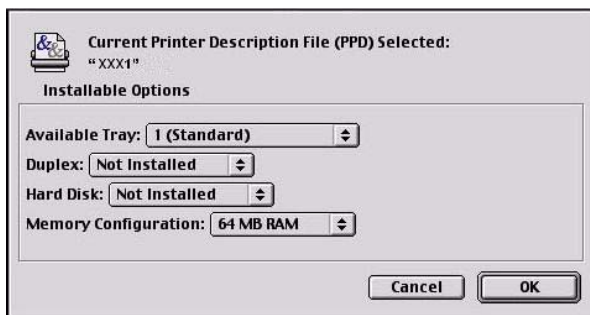 Current Printer Description File (PPD) Selected:
“XXX1”
Installable Options
Available Tray: 1 (Standard)
Duplex: Not Installed
Hard Disk: Not Installed
Memory Configuration: 64 MB RAM
Cancel OK